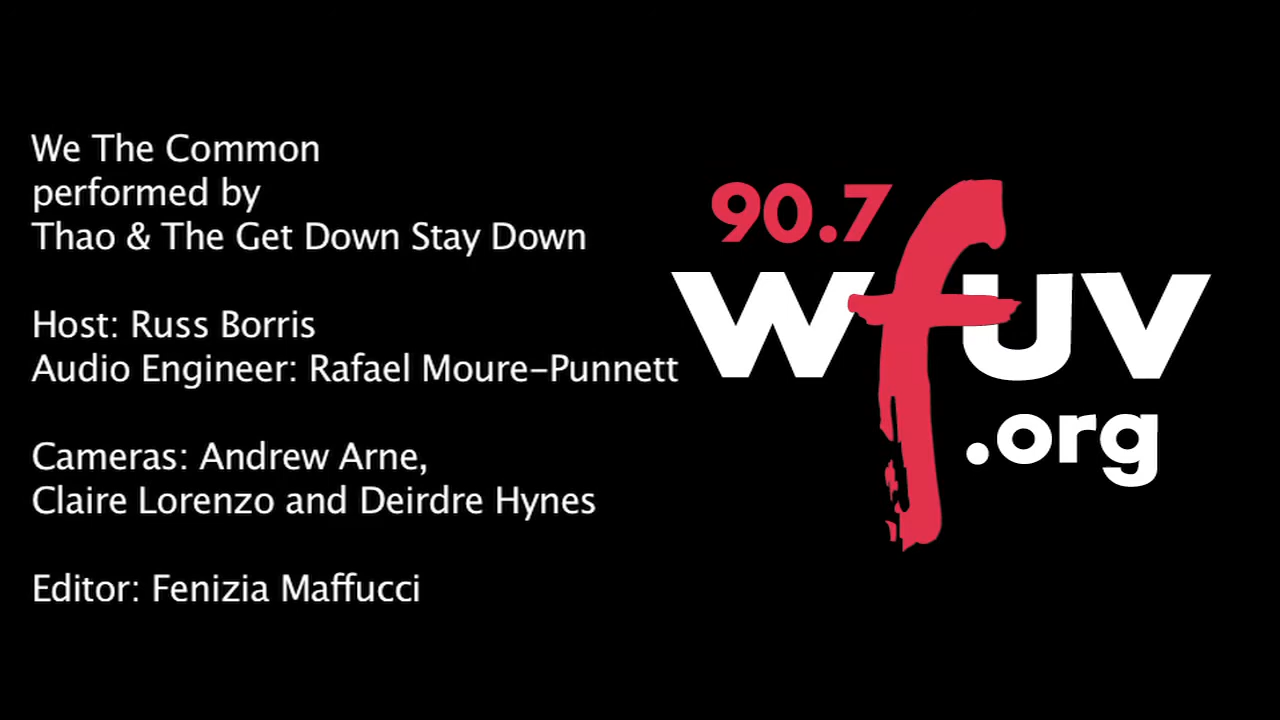 We The Common
performed by
Thao & The Get Down Stay Down
Host: Russ Borris
Audio Engineer: Rafael Moure-Punnett
Cameras: Andrew Arne,
Claire Lorenzo and Deirdre Hynes
Editor: Fenizia Maffucci
90.7
wfuv
.org